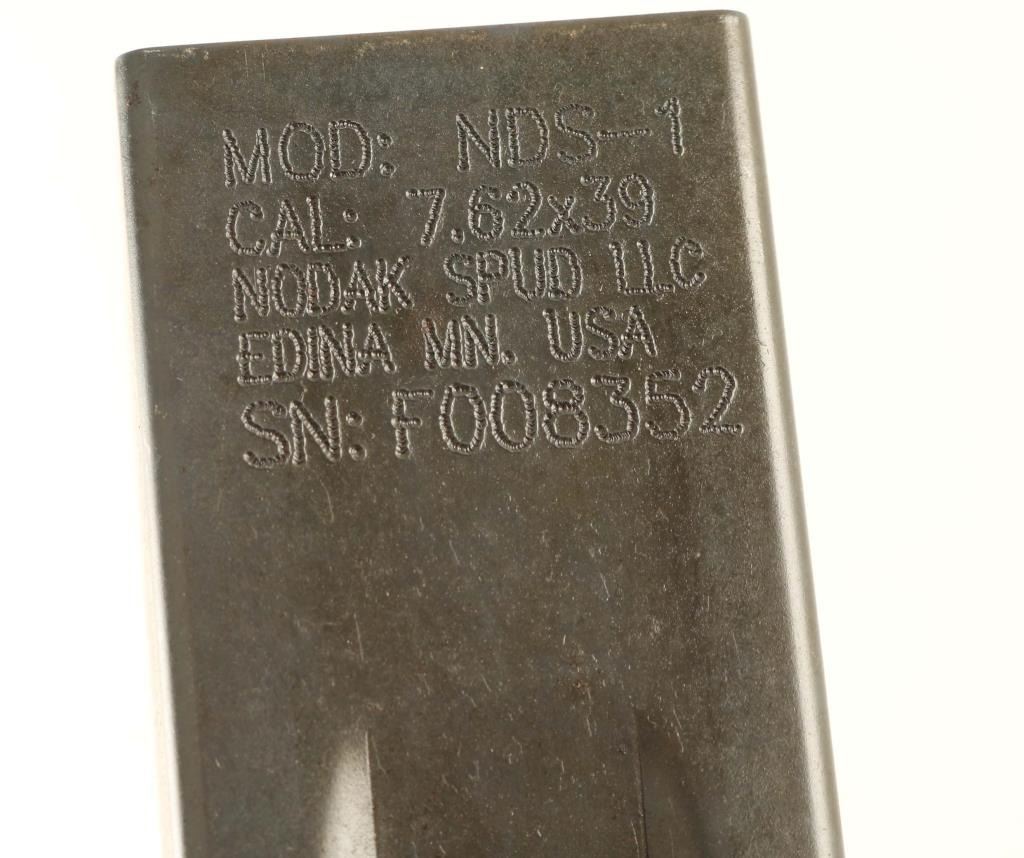 MOD: NDS-1
CAL: 7.62x39
NODAK SPUD LLC
EDINA MN. USA
SN: F008352